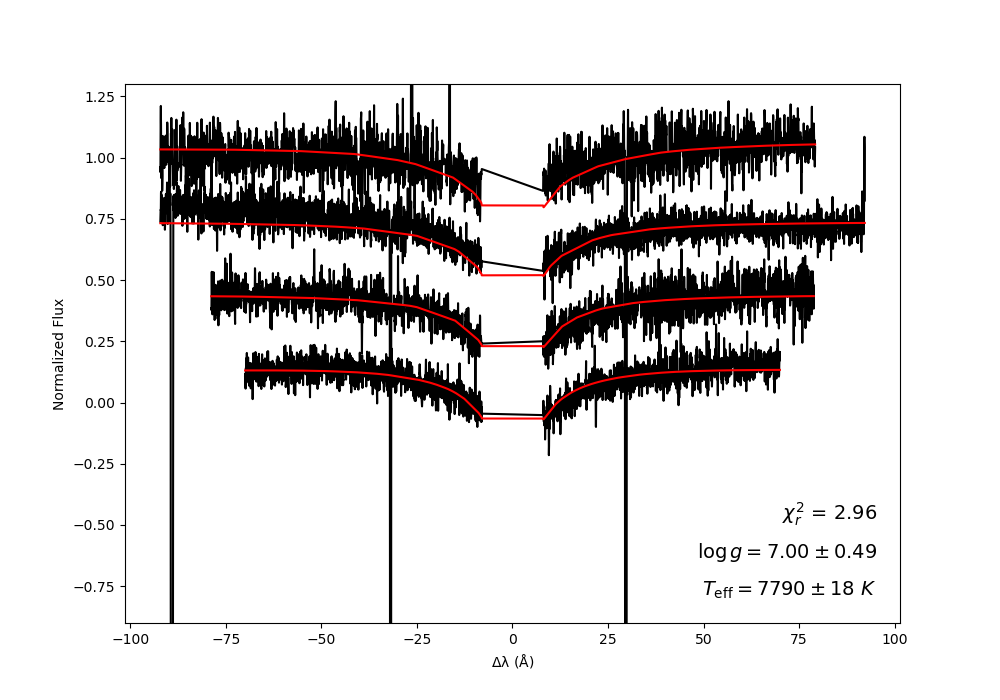 1.25
1.00
0.75
0.50
0.25
0.00
−0.25
−0.50
−0.75
Normalized Flux
χ²ᵣ = 2.96
log g = 7.00 ± 0.49
T_eff = 7790 ± 18 K
−100 −75 −50 −25 0 25 50 75 100
Δλ (Å)